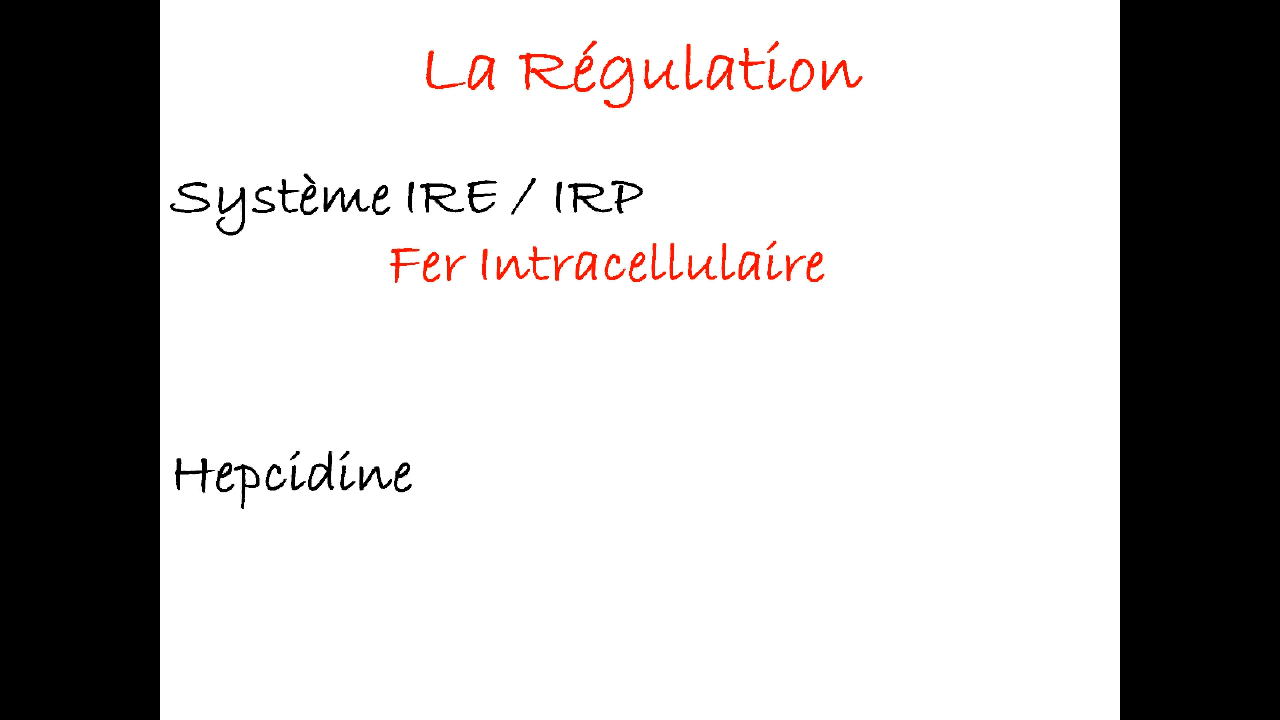 La Régulation
Système IRE / IRP
Fer Intracellulaire
Hepcidine